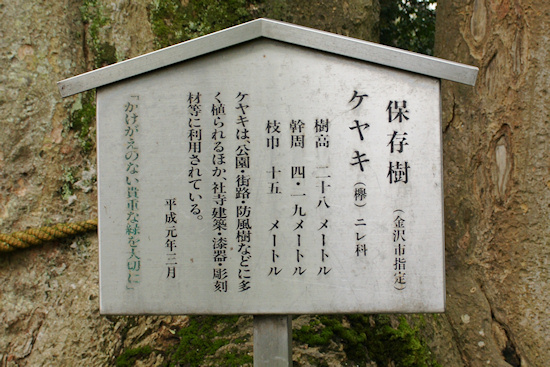 保存樹（金沢市指定）
ケヤキ（欅）ニレ科
樹高 二十八 メートル
幹周 四・一九メートル
枝巾 十五 メートル
ケヤキは、公園・街路・防風樹などに多
く植られるほか、社寺建築・漆器・彫刻
材等に利用されている。
平成元年三月
「かけがえのない貴重な緑を大切に」